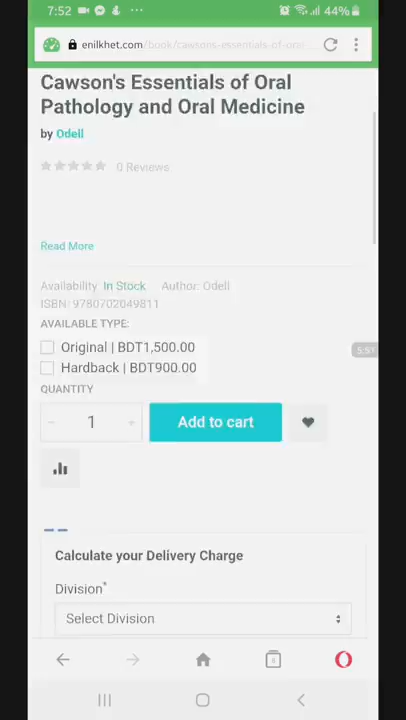 7:52
44%
enilkhet.com/book/cawsons-essentials-of-oral
Cawson's Essentials of Oral
Pathology and Oral Medicine
by Odell
0 Reviews
Read More
Availability: In Stock Author: Odell
ISBN: 9780702049811
AVAILABLE TYPE:
Original | BDT1,500.00
Hardback | BDT900.00
QUANTITY
1
Add to cart
Calculate your Delivery Charge
Division*
Select Division